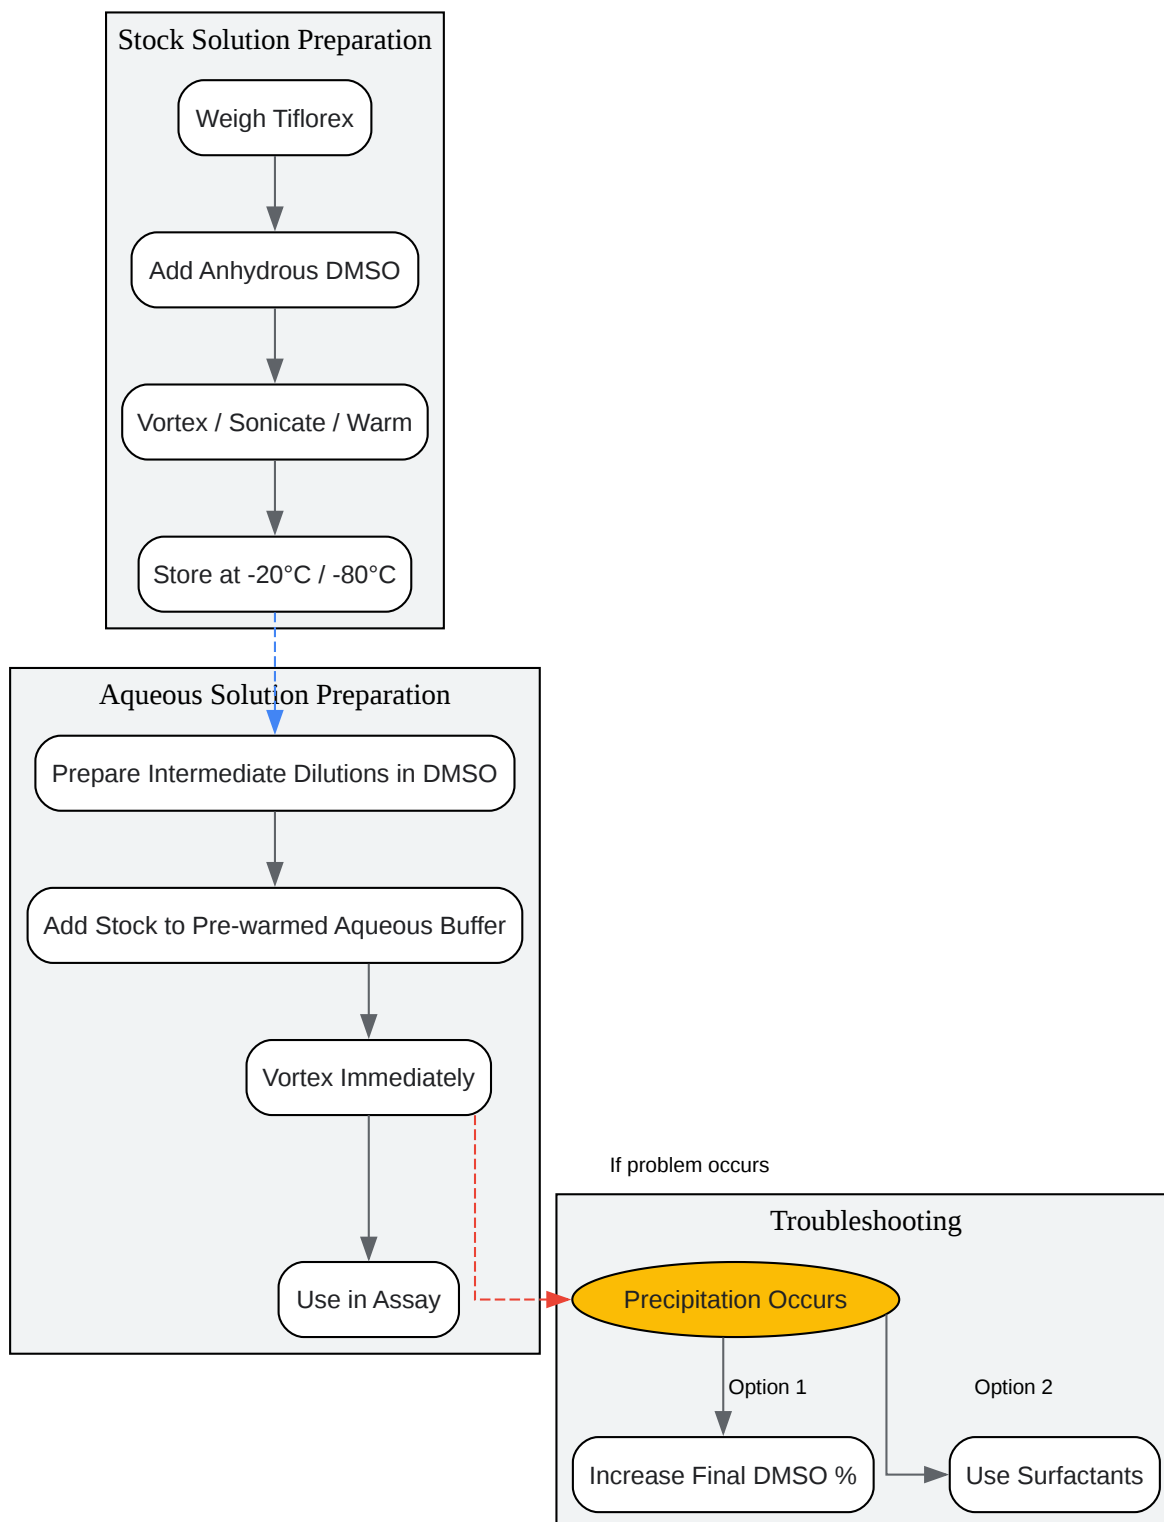 Stock Solution Preparation
Weigh Tiflorex
Add Anhydrous DMSO
Vortex / Sonicate / Warm
Store at -20°C / -80°C
Aqueous Solution Preparation
Prepare Intermediate Dilutions in DMSO
Add Stock to Pre-warmed Aqueous Buffer
Vortex Immediately
Use in Assay
If problem occurs
Troubleshooting
Precipitation Occurs
Option 1
Option 2
Increase Final DMSO %
Use Surfactants